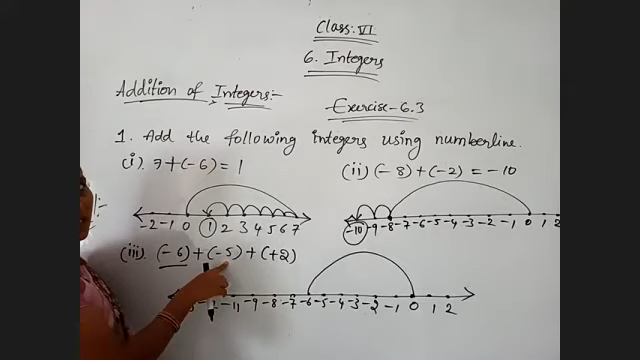 Class: VI
6. Integers
Addition of Integers:-
Exercise-6.3
1. Add the following integers using numberline.
(i). 7+(-6) = 1
(ii) (-8)+(-2) = -10
-2 -1 0 1 2 3 4 5 6 7
-10 -9 -8 -7 -6 -5 -4 -3 -2 -1 0
(iii). (-6)+(-5)+(+2)
-11 -9 -8 -7 -6 -5 -4 -3 -2 -1 0 1 2